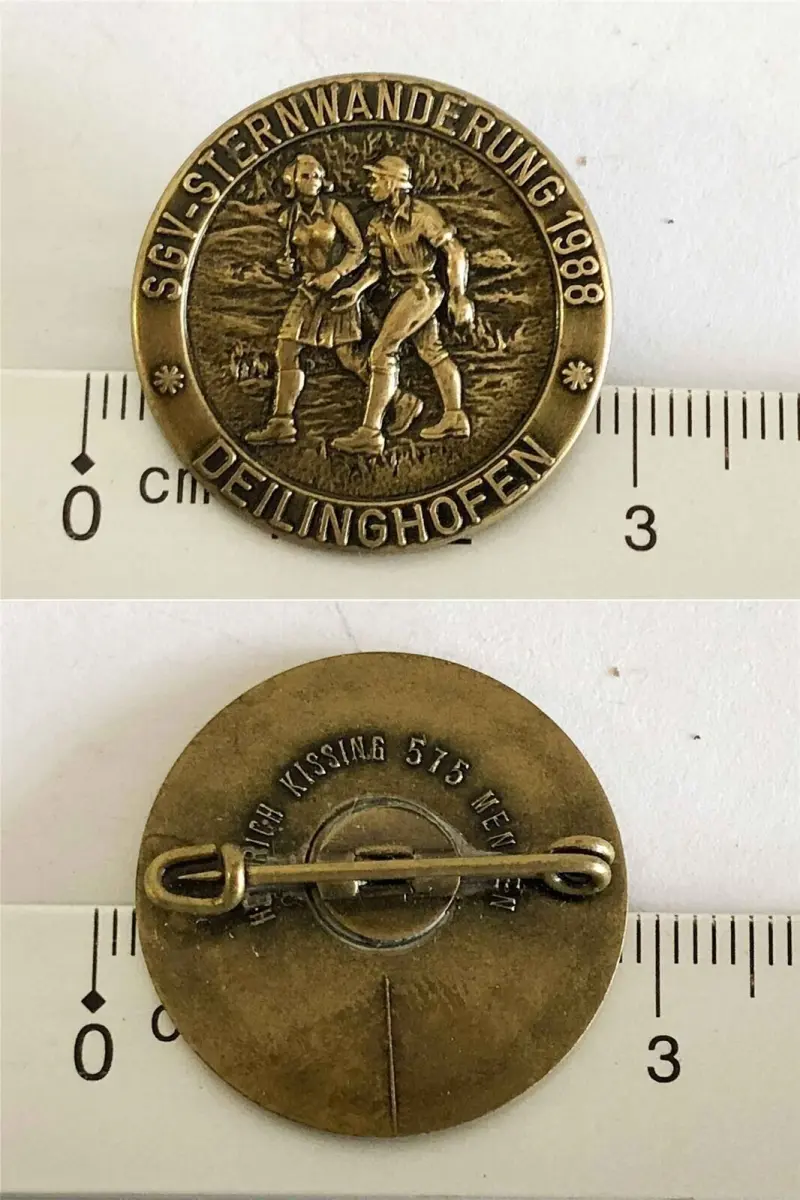 SGV-STERNWANDERUNG 1988
DEILINGHOFEN
0 cm 3
KISSING 575
0 3